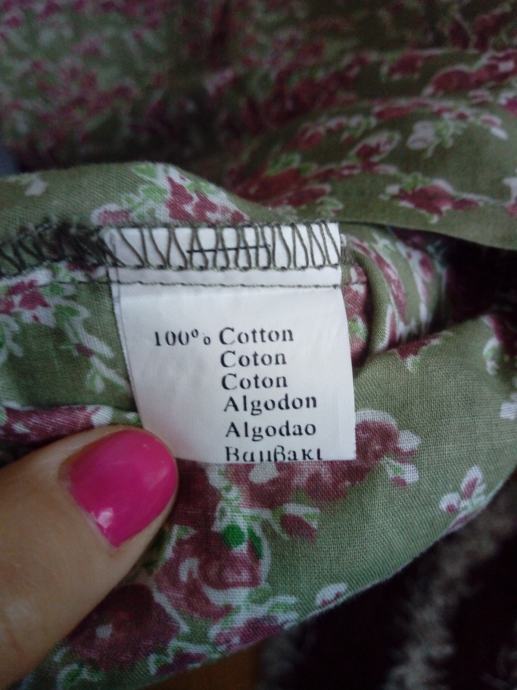 100% Cotton
Coton
Coton
Algodon
Algodao
Βαμβακι